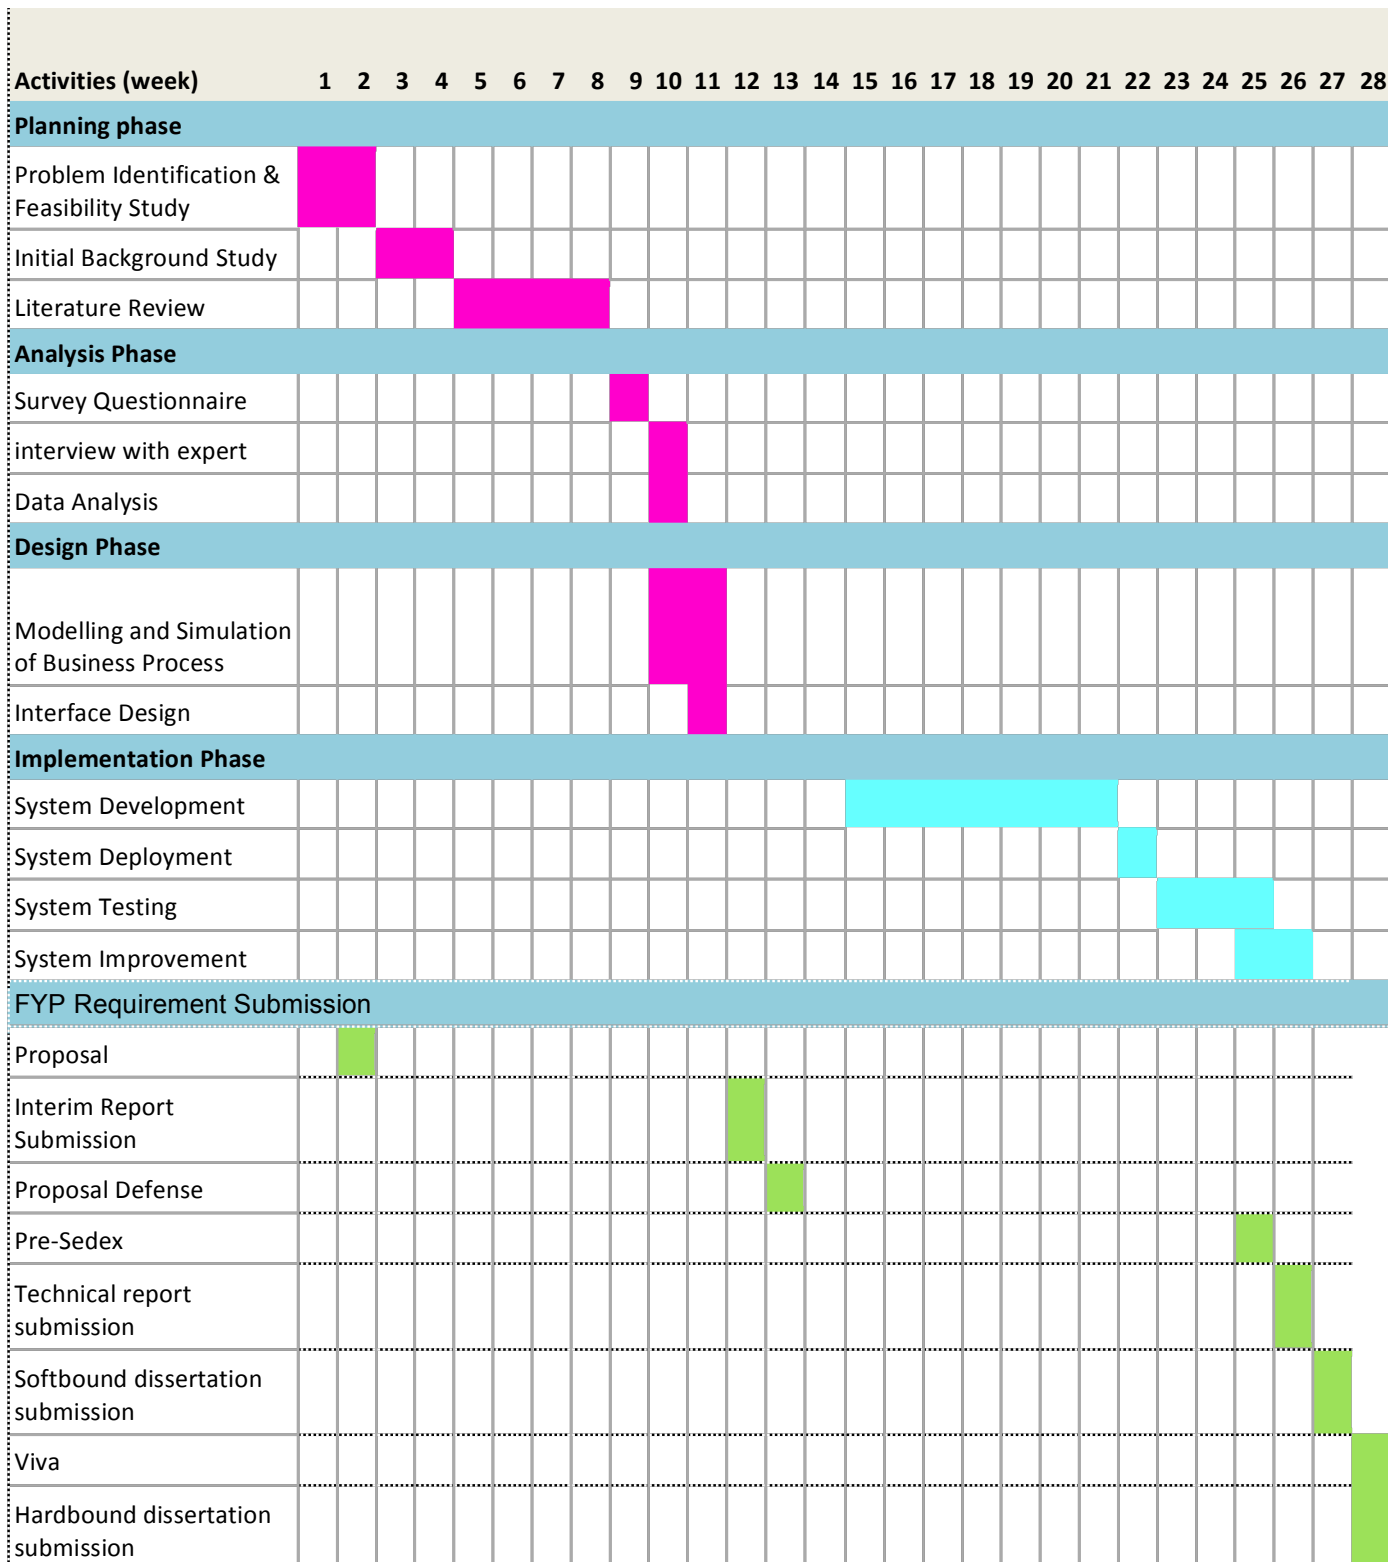 Activities (week) 1 2 3 4 5 6 7 8 9 10 11 12 13 14 15 16 17 18 19 20 21 22 23 24 25 26 27 28
Planning phase
Problem Identification &
Feasibility Study
Initial Background Study
Literature Review
Analysis Phase
Survey Questionnaire
interview with expert
Data Analysis
Design Phase
Modelling and Simulation
of Business Process
Interface Design
Implementation Phase
System Development
System Deployment
System Testing
System Improvement
FYP Requirement Submission
Proposal
Interim Report
Submission
Proposal Defense
Pre-Sedex
Technical report
submission
Softbound dissertation
submission
Viva
Hardbound dissertation
submission